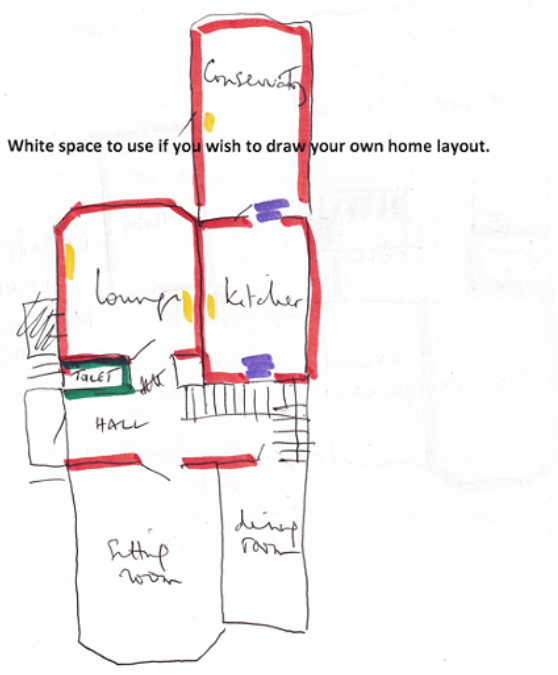 Conservatory
White space to use if you wish to draw your own home layout.
Lounge
Kitchen
TOILET
HALL
Sitting
room
dining
room